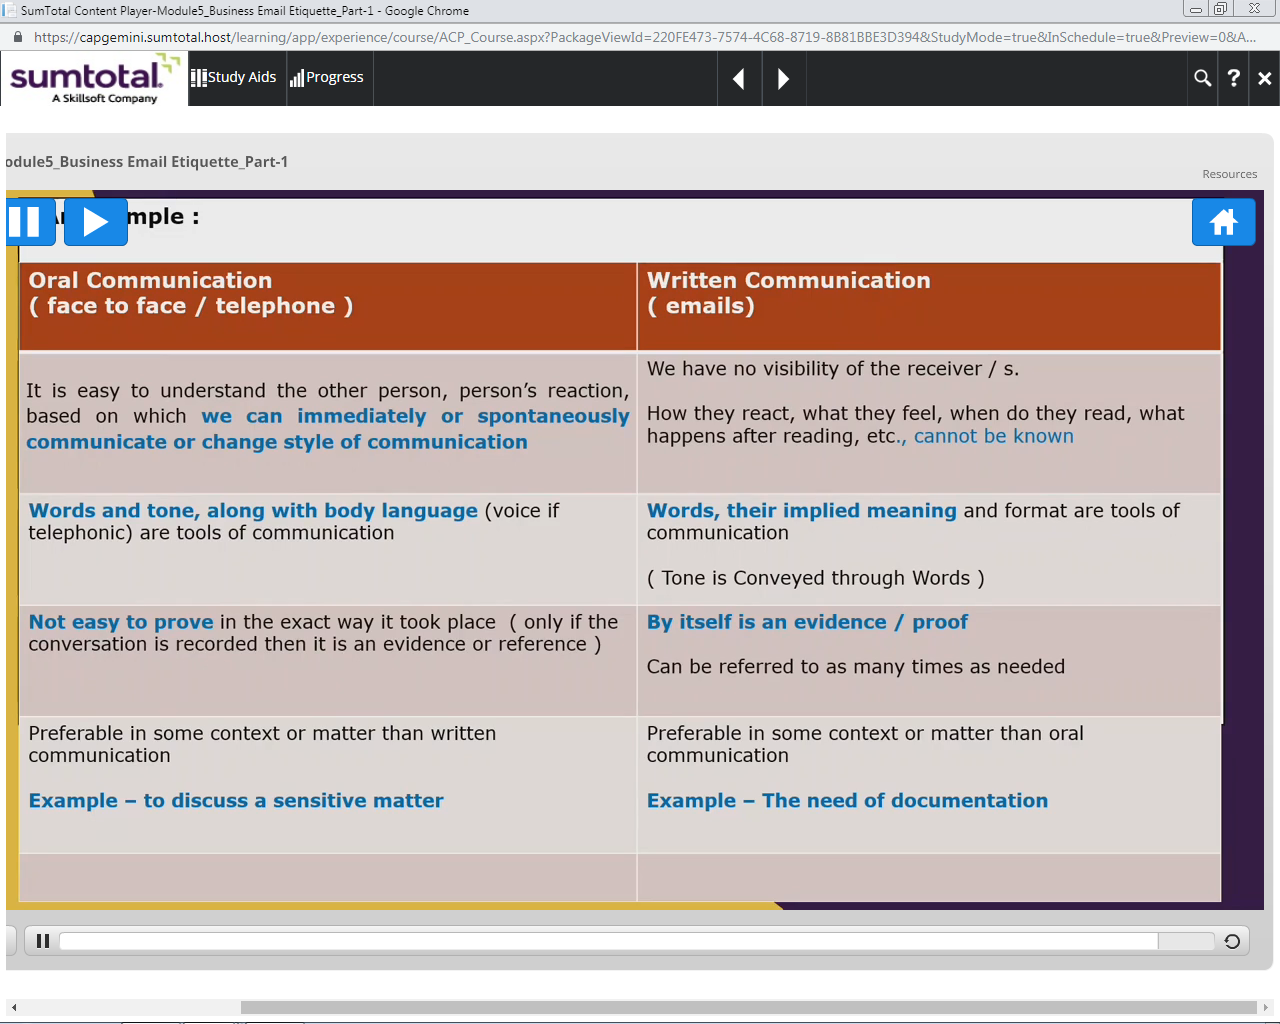 SumTotal Content Player-Module5_Business Email Etiquette_Part-1 - Google Chrome
https://capgemini.sumtotal.host/learning/app/experience/course/ACP_Course.aspx?PackageViewId=220FE473-7574-4C68-8719-8B81BBE3D394&StudyMode=true&InSchedule=true&Preview=0&A...
sumtotal.
A Skillsoft Company
Study Aids
Progress
?
odule5_Business Email Etiquette_Part-1
Resources
mple :
Oral Communication
( face to face / telephone )
Written Communication
( emails)
It is easy to understand the other person, person’s reaction,
based on which we can immediately or spontaneously
communicate or change style of communication
We have no visibility of the receiver / s.
How they react, what they feel, when do they read, what
happens after reading, etc., cannot be known
Words and tone, along with body language (voice if
telephonic) are tools of communication
Words, their implied meaning and format are tools of
communication
( Tone is Conveyed through Words )
Not easy to prove in the exact way it took place ( only if the
conversation is recorded then it is an evidence or reference )
By itself is an evidence / proof
Can be referred to as many times as needed
Preferable in some context or matter than written
communication
Example – to discuss a sensitive matter
Preferable in some context or matter than oral
communication
Example – The need of documentation